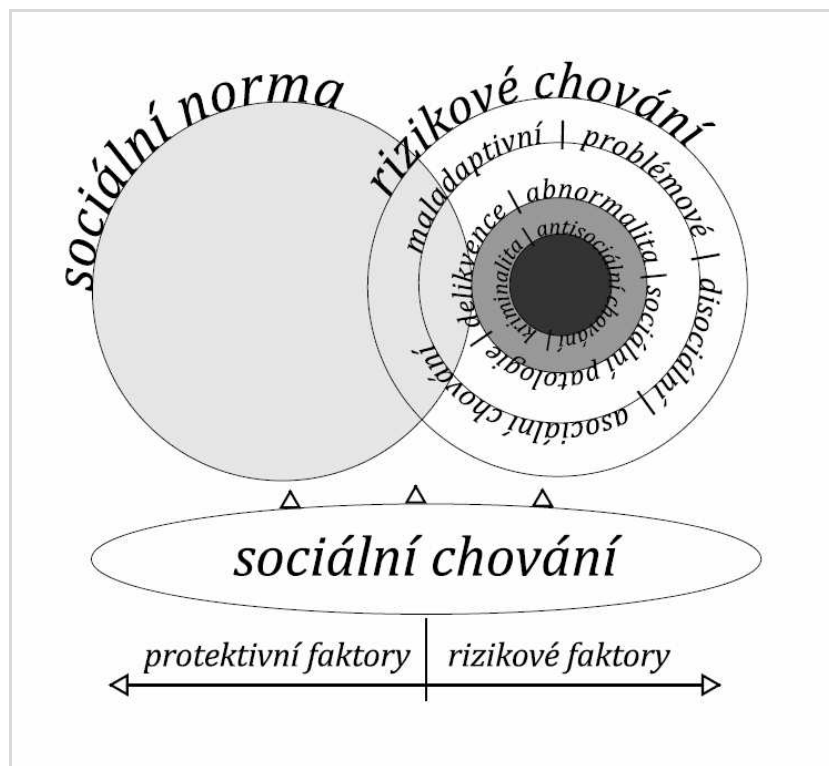 sociální norma
rizikové chování
maladaptivní | problémové | disociální | asociální chování
delikvence | abnormalita | sociální patologie |
kriminalita | antisociální chování |
sociální chování
protektivní faktory
rizikové faktory